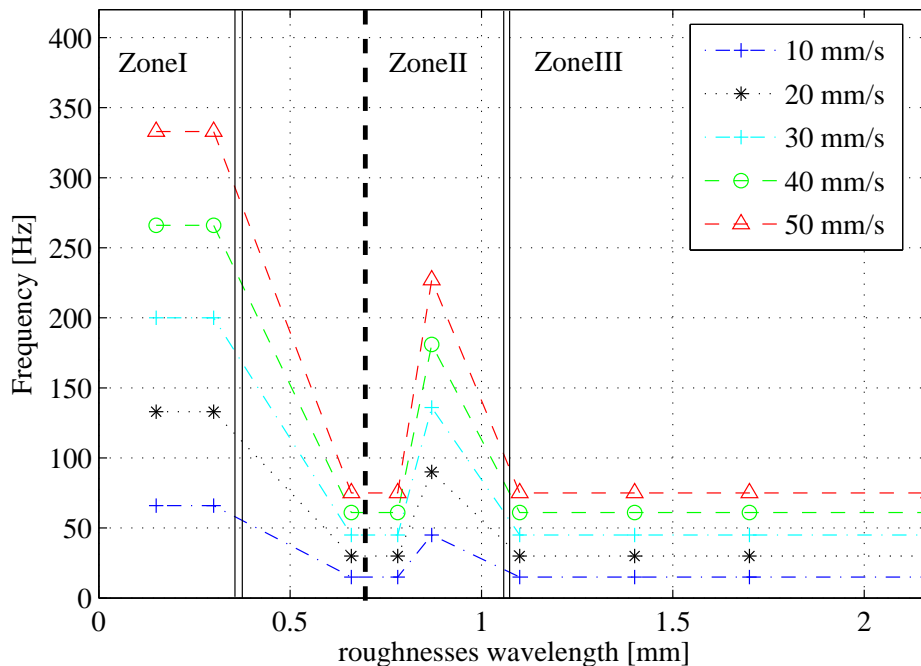 400
350
300
250
200
150
100
50
0
Frequency [Hz]
ZoneI
ZoneII
ZoneIII
10 mm/s
20 mm/s
30 mm/s
40 mm/s
50 mm/s
0
0.5
1
1.5
2
roughnesses wavelength [mm]